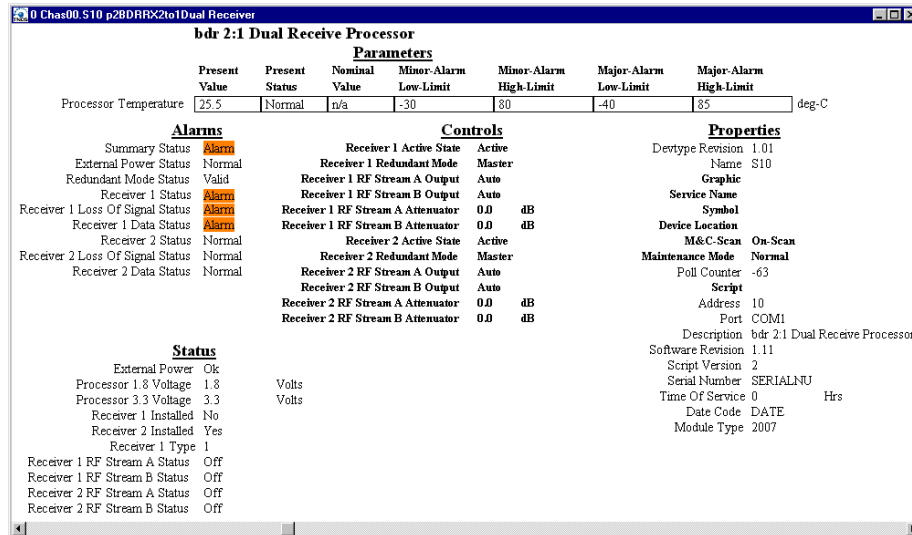 0 Chas00.S10 p2BDRRX2to1Dual Receiver
bdr 2:1 Dual Receive Processor
Parameters
Present Present Nominal Minor-Alarm Minor-Alarm Major-Alarm Major-Alarm
Value Status Value Low-Limit High-Limit Low-Limit High-Limit
Processor Temperature 25.5 Normal n/a -30 80 -40 85 deg-C
Alarms
Summary Status Alarm
External Power Status Normal
Redundant Mode Status Valid
Receiver 1 Status Alarm
Receiver 1 Loss Of Signal Status Alarm
Receiver 1 Data Status Alarm
Receiver 2 Status Normal
Receiver 2 Loss Of Signal Status Normal
Receiver 2 Data Status Normal
Controls
Receiver 1 Active State Active
Receiver 1 Redundant Mode Master
Receiver 1 RF Stream A Output Auto
Receiver 1 RF Stream B Output Auto
Receiver 1 RF Stream A Attenuator 0.0 dB
Receiver 1 RF Stream B Attenuator 0.0 dB
Receiver 2 Active State Active
Receiver 2 Redundant Mode Master
Receiver 2 RF Stream A Output Auto
Receiver 2 RF Stream B Output Auto
Receiver 2 RF Stream A Attenuator 0.0 dB
Receiver 2 RF Stream B Attenuator 0.0 dB
Properties
Devtype Revision 1.01
Name S10
Graphic
Service Name
Symbol
Device Location
M&C-Scan On-Scan
Maintenance Mode Normal
Poll Counter -63
Script
Address 10
Port COM1
Description bdr 2:1 Dual Receive Processor
Software Revision 1.11
Script Version 2
Serial Number SERIALNU
Time Of Service 0 Hrs
Date Code DATE
Module Type 2007
Status
External Power Ok
Processor 1.8 Voltage 1.8 Volts
Processor 3.3 Voltage 3.3 Volts
Receiver 1 Installed No
Receiver 2 Installed Yes
Receiver 1 Type 1
Receiver 1 RF Stream A Status Off
Receiver 1 RF Stream B Status Off
Receiver 2 RF Stream A Status Off
Receiver 2 RF Stream B Status Off